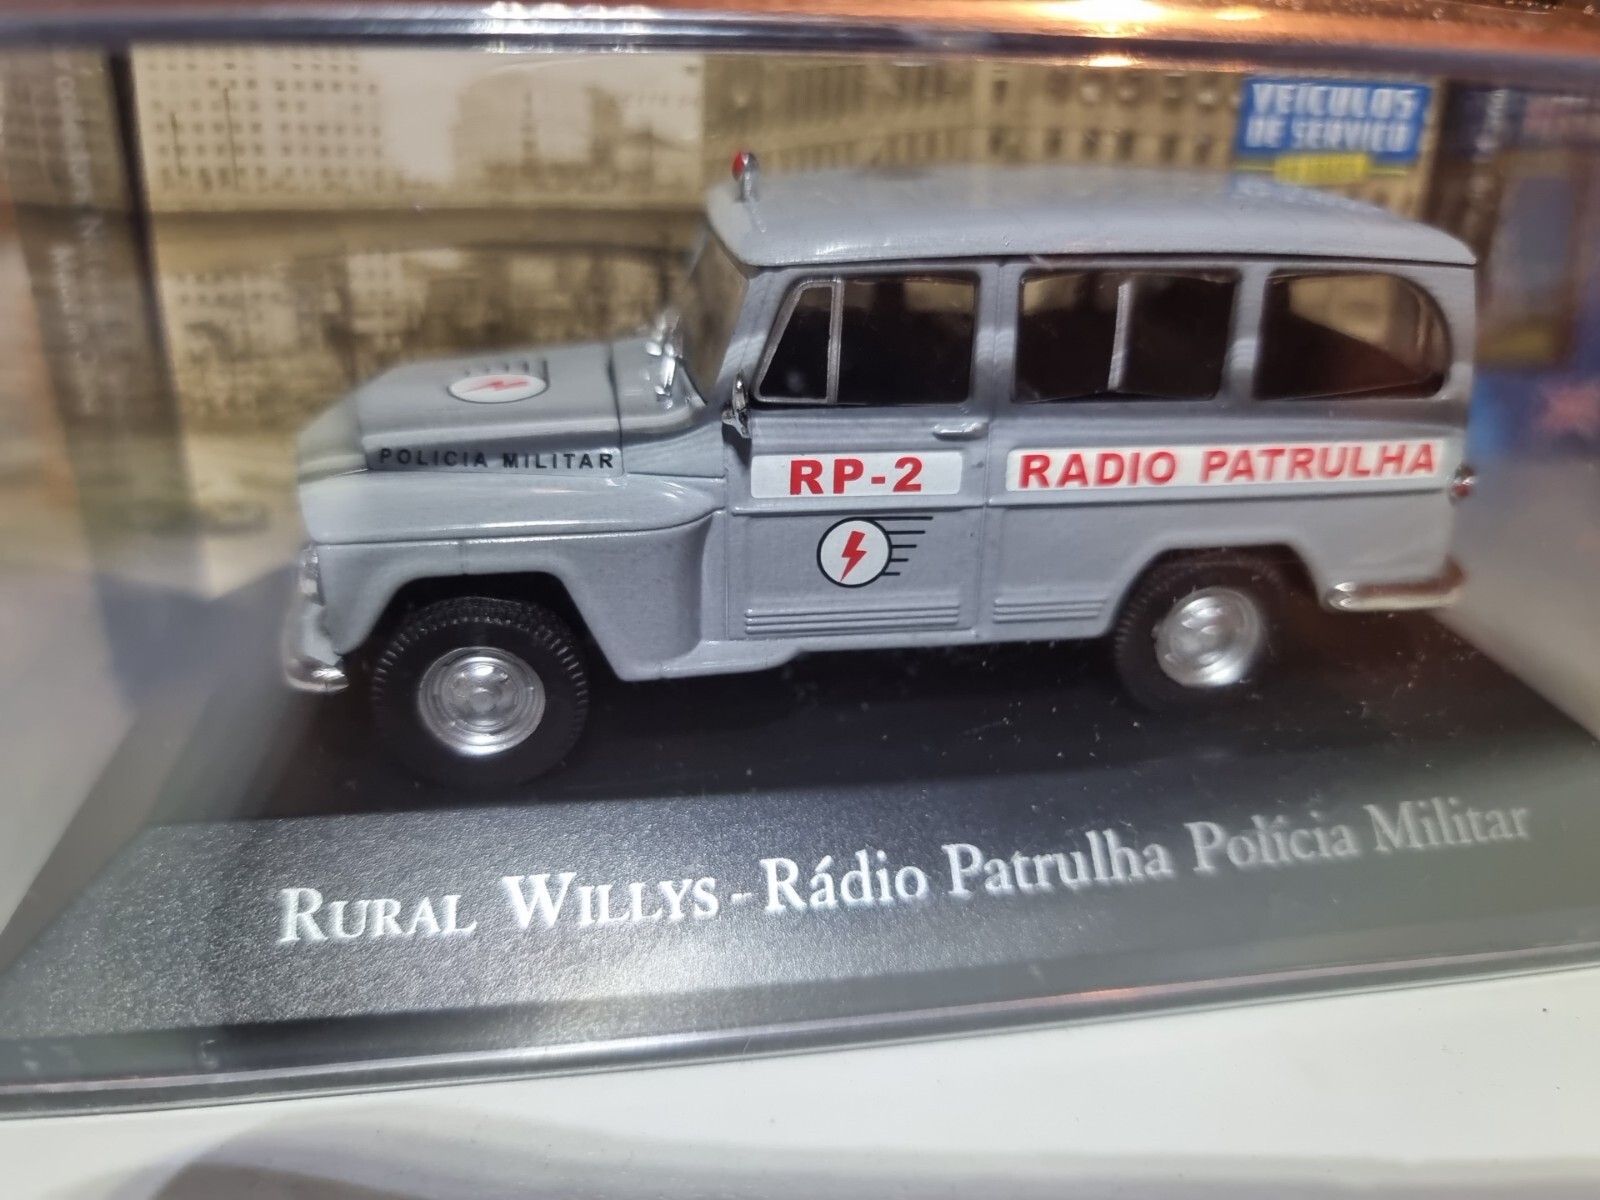 VEÍCULOS
DE SERVIÇO
POLICIA MILITAR
RP-2
RADIO PATRULHA
RURAL WILLYS - Rádio Patrulha Polícia Militar